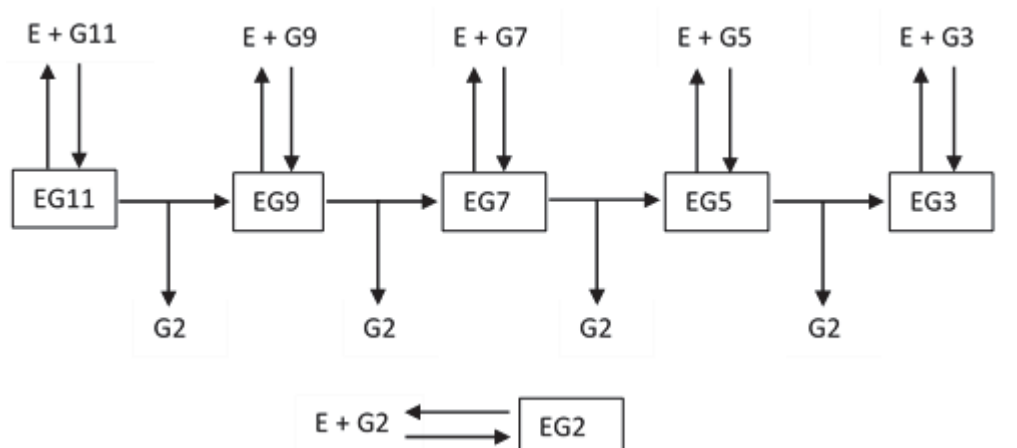 E + G11 E + G9 E + G7 E + G5 E + G3
EG11 EG9 EG7 EG5 EG3
G2 G2 G2 G2
E + G2 EG2